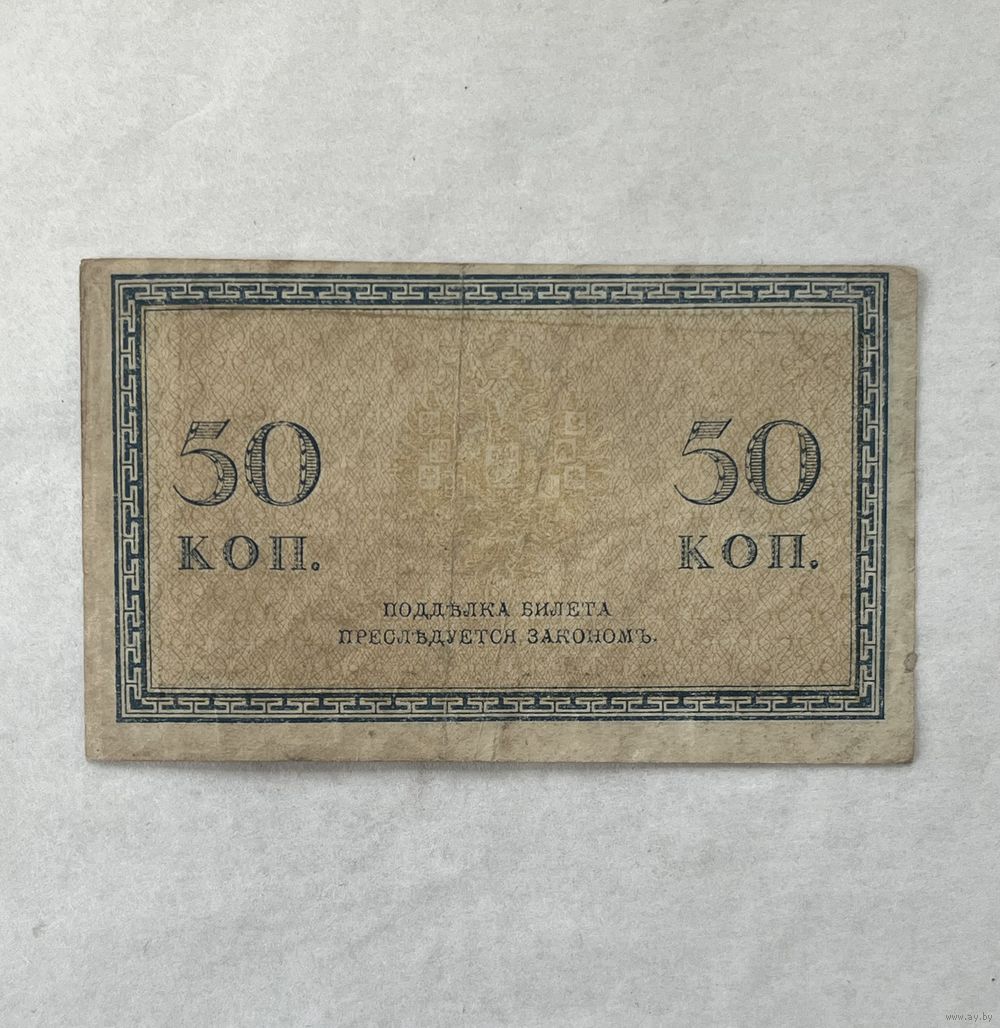 50 50
КОП. КОП.
ПОДДѢЛКА БИЛЕТА
ПРЕСЛѢДУЕТСЯ ЗАКОНОМЪ.
www.ay.by